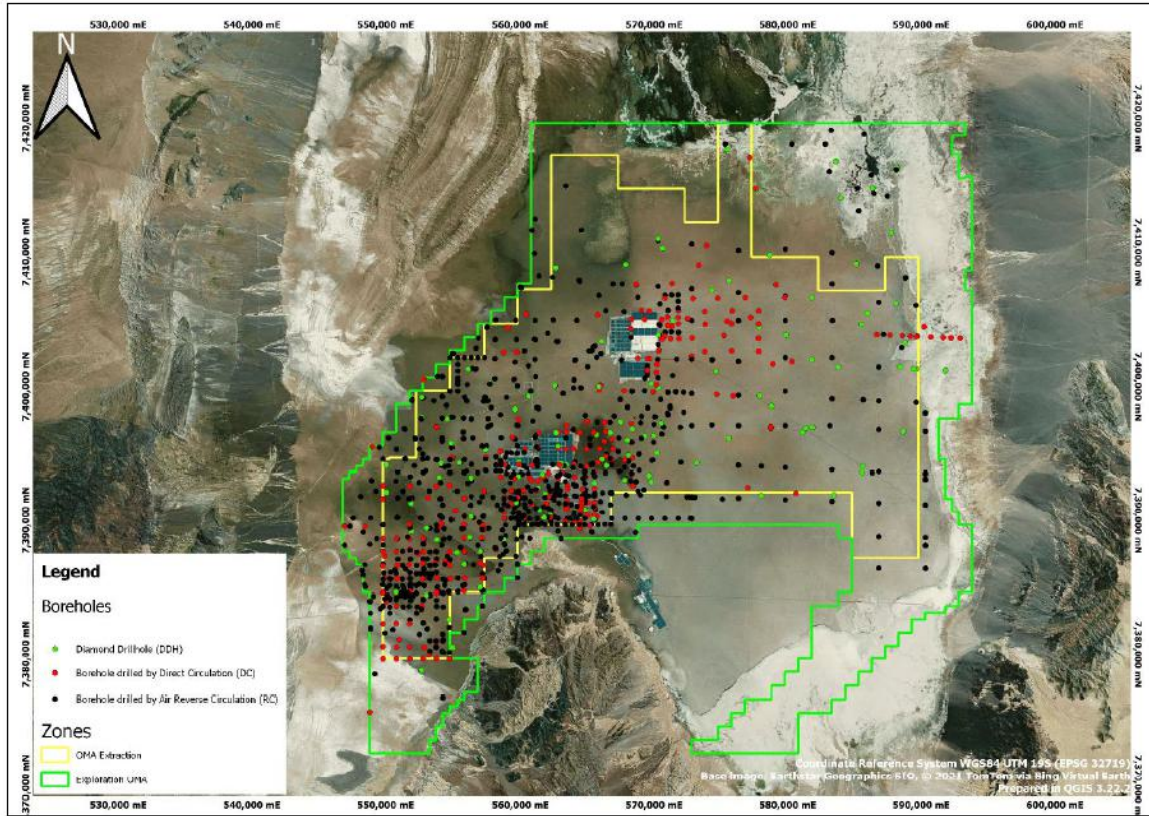 530,000 mE 540,000 mE 550,000 mE 560,000 mE 570,000 mE 580,000 mE 590,000 mE 600,000 mE
N
7,420,000 mN
7,410,000 mN
7,400,000 mN
7,390,000 mN
7,380,000 mN
7,370,000 mN
7,420,000 mN
7,410,000 mN
7,400,000 mN
7,390,000 mN
,370,000 mN
Legend
Boreholes
Diamond Drillhole (DDH)
Borehole drilled by Direct Circulation (DC)
Borehole drilled by Air Reverse Circulation (RC)
Zones
OMA Extraction
Exploration OMA
Coordinate Reference System WGS84 UTM 19S (EPSG 32719)
Base image: Earthstar Geographics SIO, © 2021 TomTom via Bing Virtual Earth
Prepared in QGIS 3.22.2
530,000 mE 540,000 mE 550,000 mE 560,000 mE 570,000 mE 580,000 mE 590,000 mE 600,000 mE